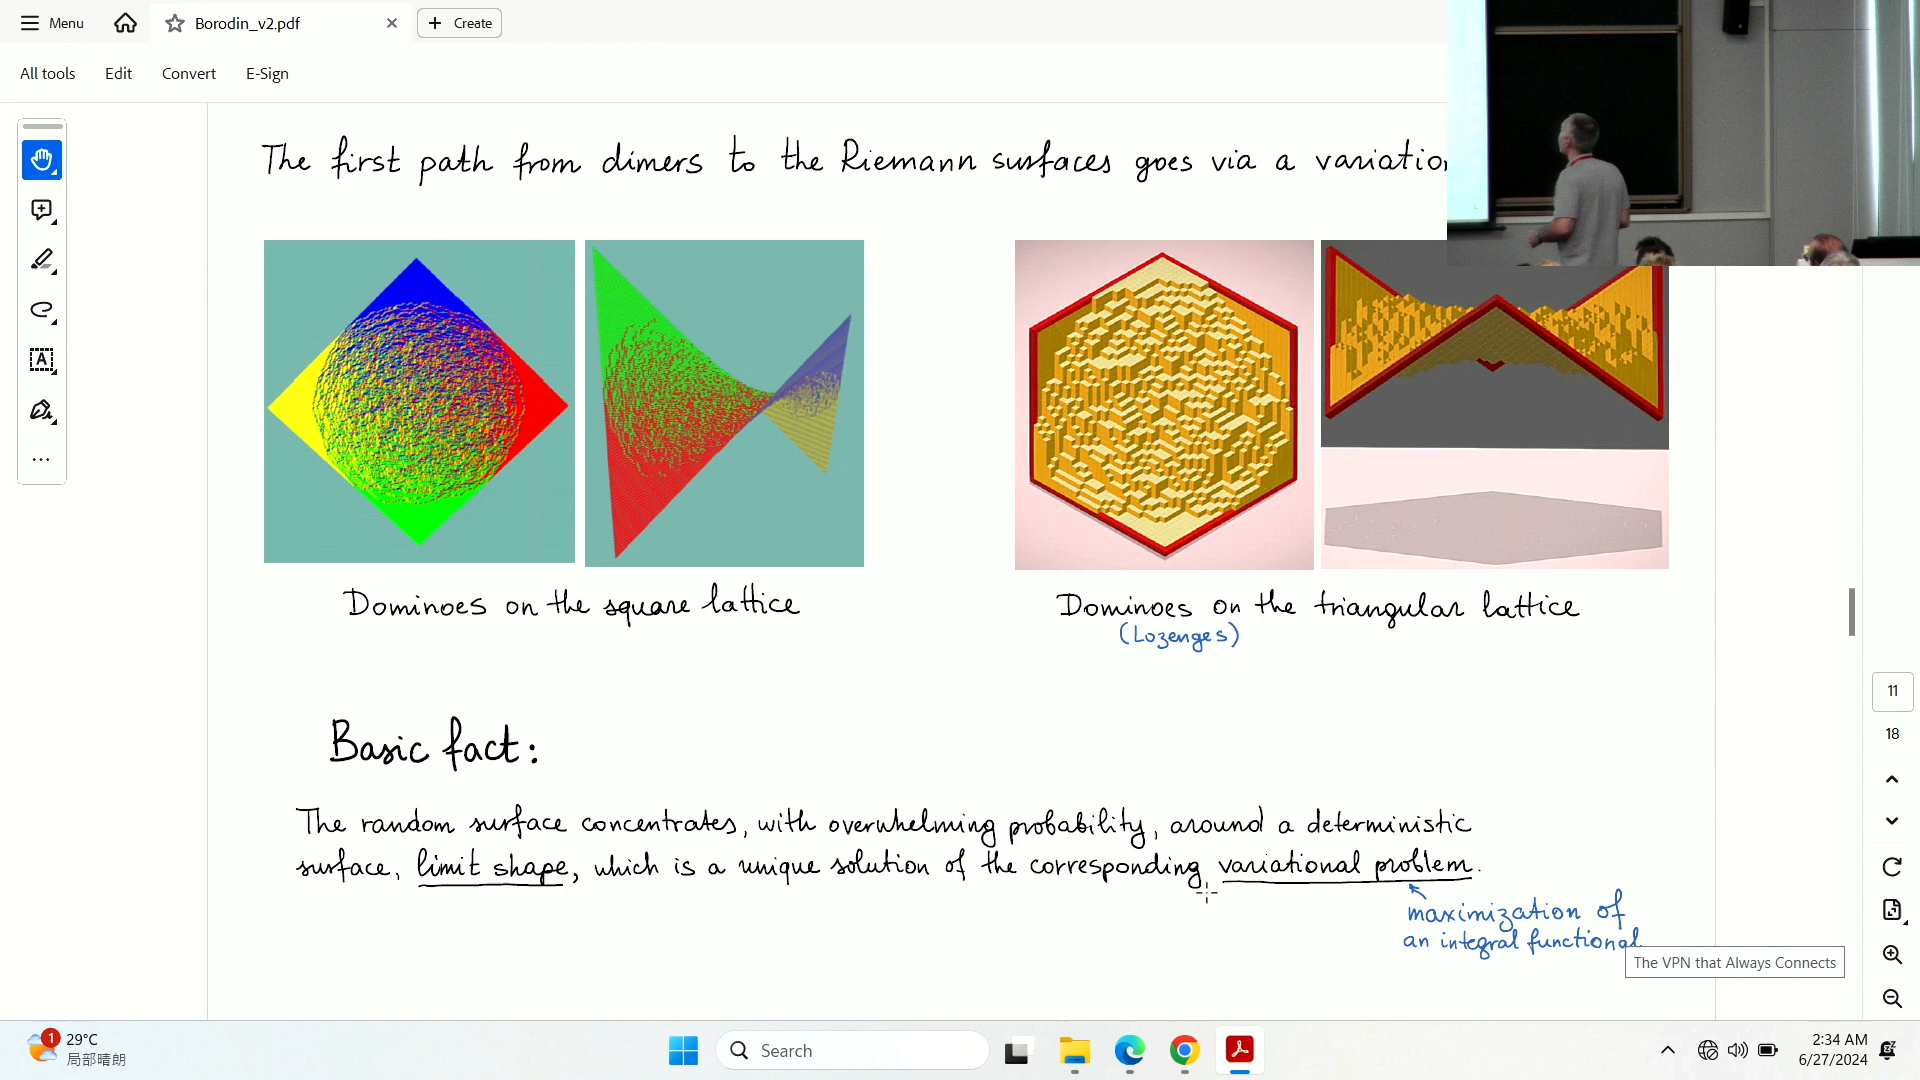 Menu
Borodin_v2.pdf
Create
All tools
Edit
Convert
E-Sign
The first path from dimers to the Riemann surfaces goes via a
Dominoes on the square lattice
Dominoes on the triangular lattice
(Lozenges)
Basic fact:
The random surface concentrates, with overwhelming probability, around a deterministic
surface, limit shape, which is a unique solution of the corresponding variational problem.
maximization of
an integral functional
The VPN that Always Connects
11
18
1
29°C
局部晴朗
Search
2:34 AM
6/27/2024